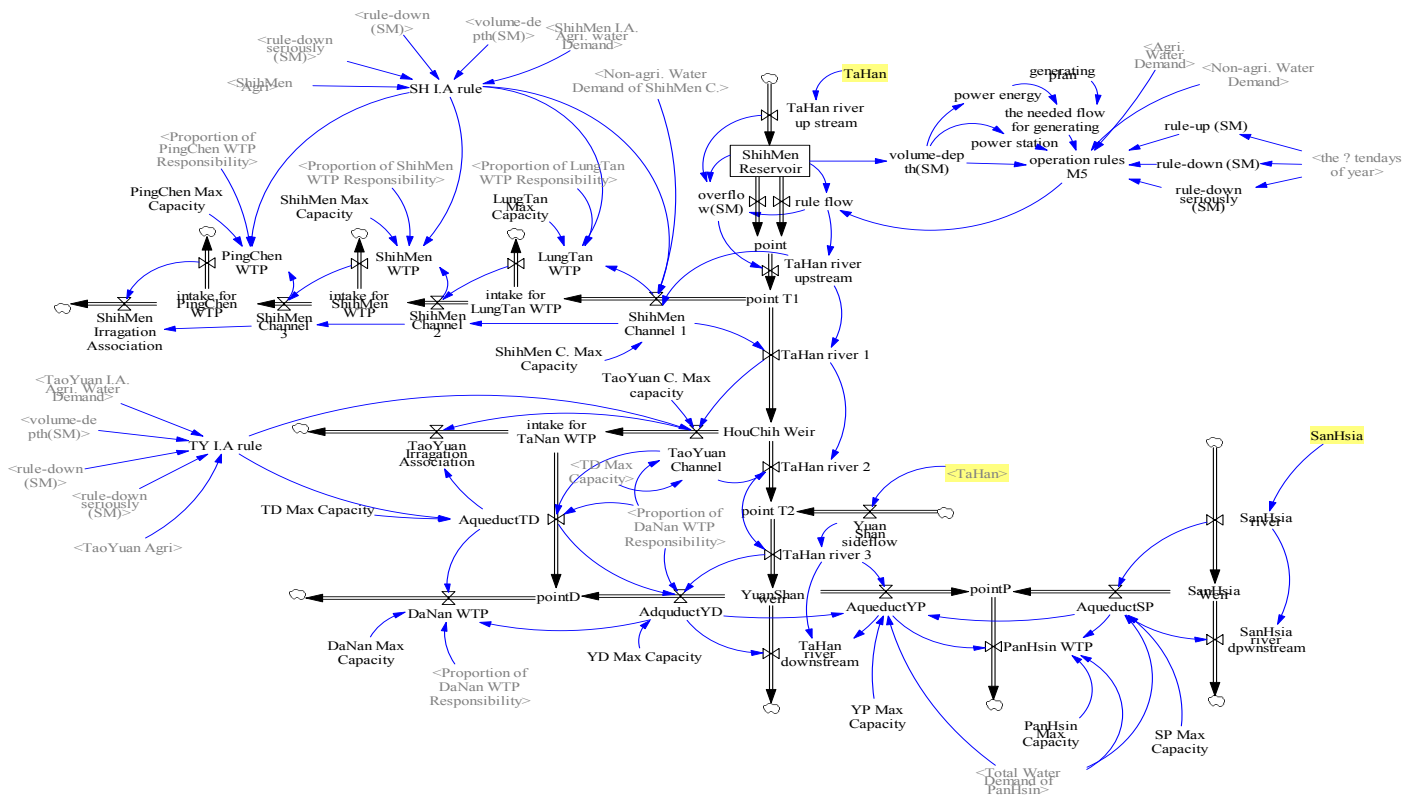 <rule-down
(SM)>
<volume-de
pth(SM)>
<ShihMen I.A.
Agri. water
Demand>
<rule-down
seriously
(SM)>
<ShihMen
Agri>
SH I.A rule
<Non-agri. Water
Demand of ShihMen C.>
TaHan
TaHan river
up stream
<Agri.
Water
Demand>
<Non-agri. Water
Demand>
generating
plan
power energy
the needed flow
for generating
power station
rule-up (SM)
rule-down (SM)
rule-down
seriously
(SM)
<the ? tendays
of year>
operation rules
M5
volume-dep
th(SM)
ShihMen
Reservoir
overflo
w(SM)
rule flow
point
TaHan river
upstream
<Proportion of
PingChen WTP
Responsibility>
<Proportion of ShihMen
WTP Responsibility>
<Proportion of LungTan
WTP Responsibility>
PingChen Max
Capacity
ShihMen Max
Capacity
LungTan
Max
Capacity
PingChen
WTP
ShihMen
WTP
LungTan
WTP
intake for
PingChen
WTP
intake for
ShihMen
WTP
intake for
LungTan WTP
point T1
ShihMen
Irragation
Association
ShihMen
Channel
3
ShihMen
Channel
2
ShihMen
Channel 1
ShihMen C. Max
Capacity
TaHan river 1
TaoYuan C. Max
capacity
<TaoYuan I.A.
Agri. Water
Demand>
<volume-de
pth(SM)>
TY I.A rule
<rule-down
(SM)>
<rule-down
seriously
(SM)>
<TaoYuan Agri>
intake for
TaNan WTP
HouChih Weir
TaoYuan
Irragation
Association
TaoYuan
Channel
<TD Max
Capacity>
TaHan river 2
<TaHan>
SanHsia
TD Max Capacity
AqueductTD
<Proportion of
DaNan WTP
Responsibility>
point T2
Yuan
Shan
sideflow
SanHsia
river
TaHan river 3
pointD
YuanShan
weir
pointP
SanHsia
Weir
DaNan WTP
AdquductYD
AqueductYP
AqueductSP
DaNan Max
Capacity
YD Max Capacity
TaHan
river
downstream
PanHsin WTP
SanHsia
river
dpwnstream
<Proportion of
DaNan WTP
Responsibility>
YP Max
Capacity
PanHsin
Max
Capacity
SP Max
Capacity
<Total Water
Demand of
PanHsin>